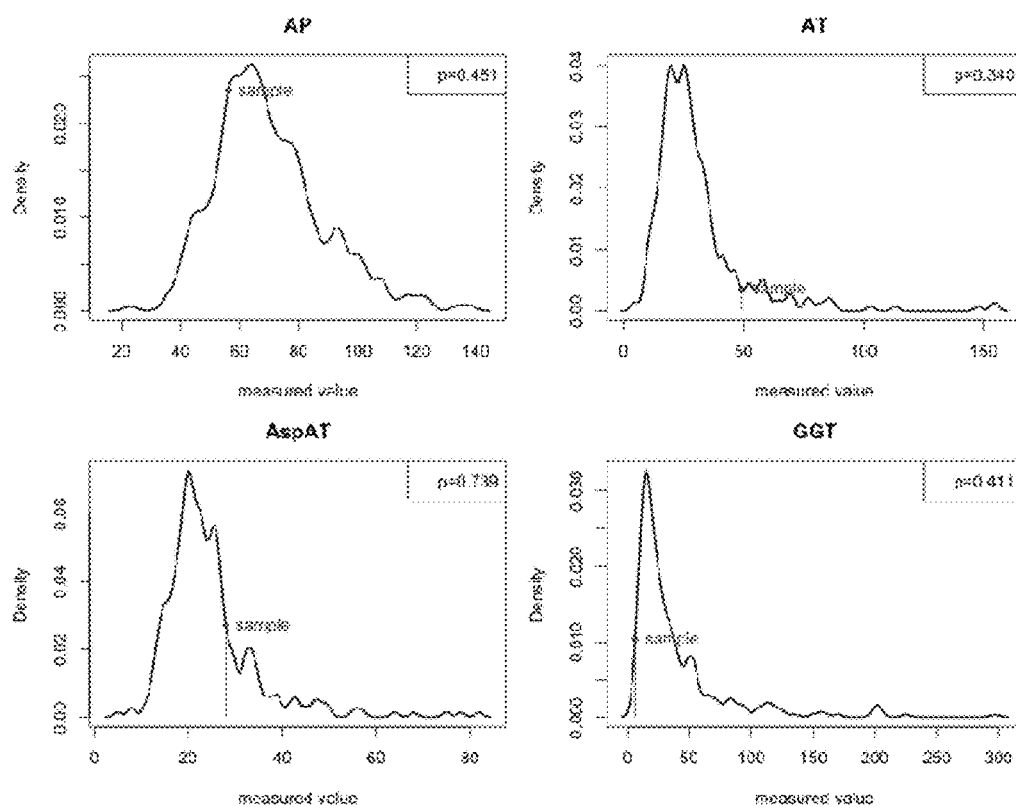 AP
AT
p=0.451
p=0.340
sample
sample
Density
Density
0.000 0.010 0.020
0.00 0.01 0.02 0.03 0.04
20 40 60 80 100 120 140
0 50 100 150
measured value
measured value
AspAT
GGT
p=0.739
p=0.411
sample
sample
Density
Density
0.00 0.02 0.04 0.06
0.000 0.010 0.020 0.030
0 20 40 60 80
0 50 100 150 200 250 300
measured value
measured value